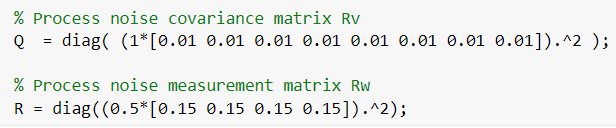 % Process noise covariance matrix Rv
Q  = diag( (1*[0.01 0.01 0.01 0.01 0.01 0.01 0.01 0.01]).^2 );
% Process noise measurement matrix Rw
R = diag((0.5*[0.15 0.15 0.15 0.15]).^2);